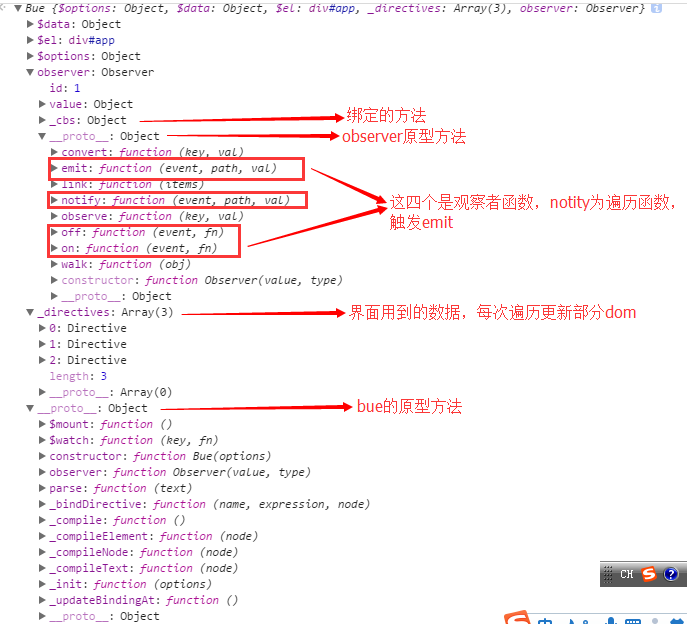 Bue {$options: Object, $data: Object, $el: div#app, _directives: Array(3), observer: Observer}
$data: Object
$el: div#app
$options: Object
observer: Observer
id: 1
value: Object
_cbs: Object
绑定的方法
__proto__: Object
observer原型方法
convert: function (key, val)
emit: function (event, path, val)
link: function (items)
notify: function (event, path, val)
observe: function (key, val)
off: function (event, fn)
on: function (event, fn)
这四个是观察者函数，notity为遍历函数，
触发emit
walk: function (obj)
constructor: function Observer(value, type)
__proto__: Object
_directives: Array(3)
界面用到的数据，每次遍历更新部分dom
0: Directive
1: Directive
2: Directive
length: 3
__proto__: Array(0)
__proto__: Object
bue的原型方法
$mount: function ()
$watch: function (key, fn)
constructor: function Bue(options)
observer: function Observer(value, type)
parse: function (text)
_bindDirective: function (name, expression, node)
_compile: function ()
_compileElement: function (node)
_compileNode: function (node)
_compileText: function (node)
_init: function (options)
_updateBindingAt: function ()
__proto__: Object
CH